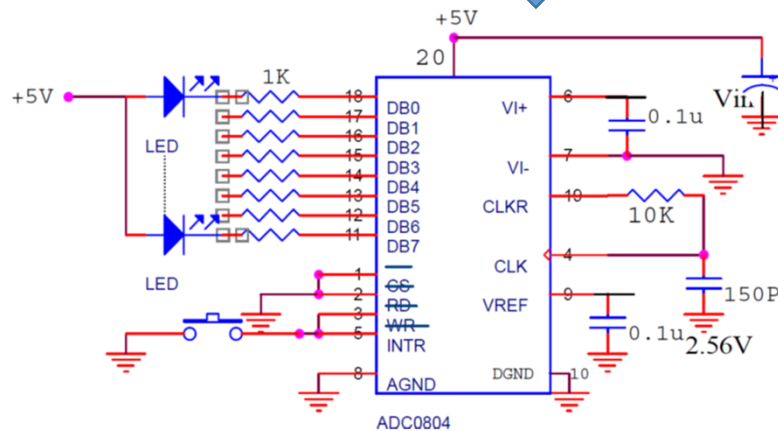 +5V
20
+5V
1K
LED
LED
18
17
16
15
14
13
12
11
1
2
3
5
8
DB0
DB1
DB2
DB3
DB4
DB5
DB6
DB7
CS
RD
WR
INTR
AGND
VI+
VI-
CLKR
CLK
VREF
DGND
6
7
19
4
9
10
0.1u
10K
150P
0.1u
2.56V
Vin
ADC0804